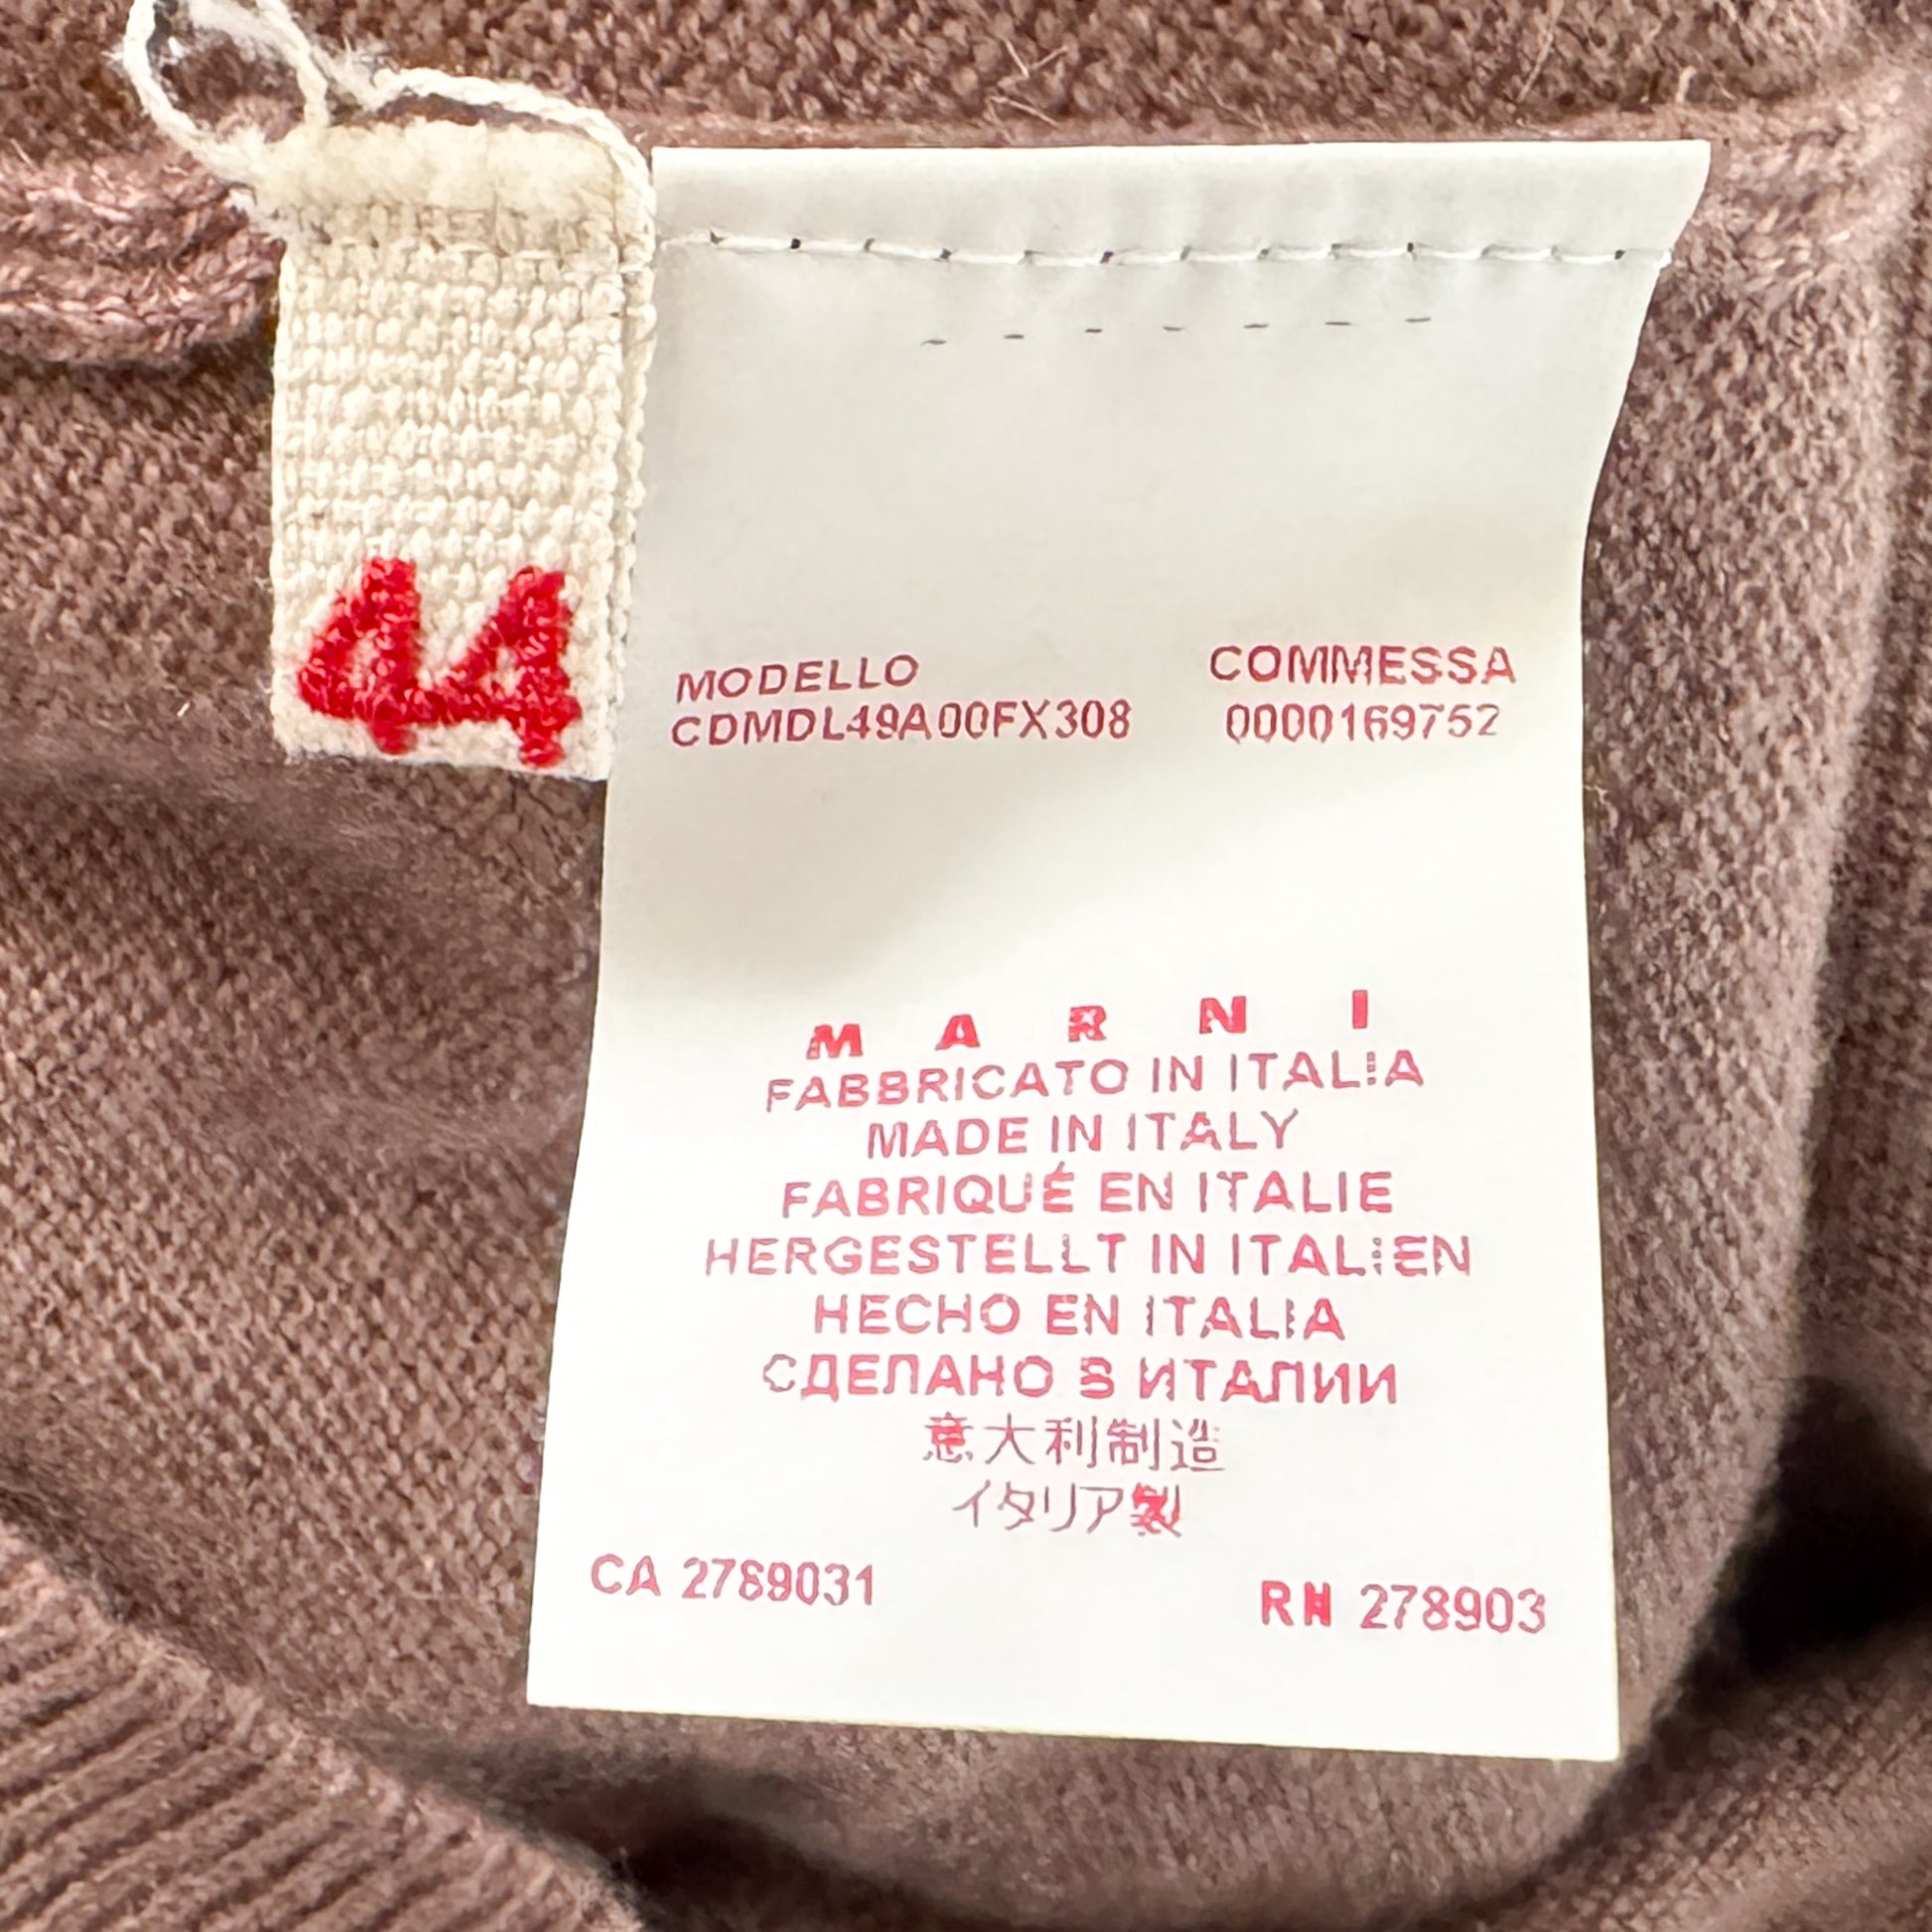 44
MODELLO COMMESSA
CDMDL49A00FX308 0000169752
MARNI
FABBRICATO IN ITALIA
MADE IN ITALY
FABRIQUÉ EN ITALIE
HERGESTELLT IN ITALIEN
HECHO EN ITALIA
СДЕЛАНО В ИТАЛИИ
意大利制造
イタリア製
CA 2789031 RN 278903